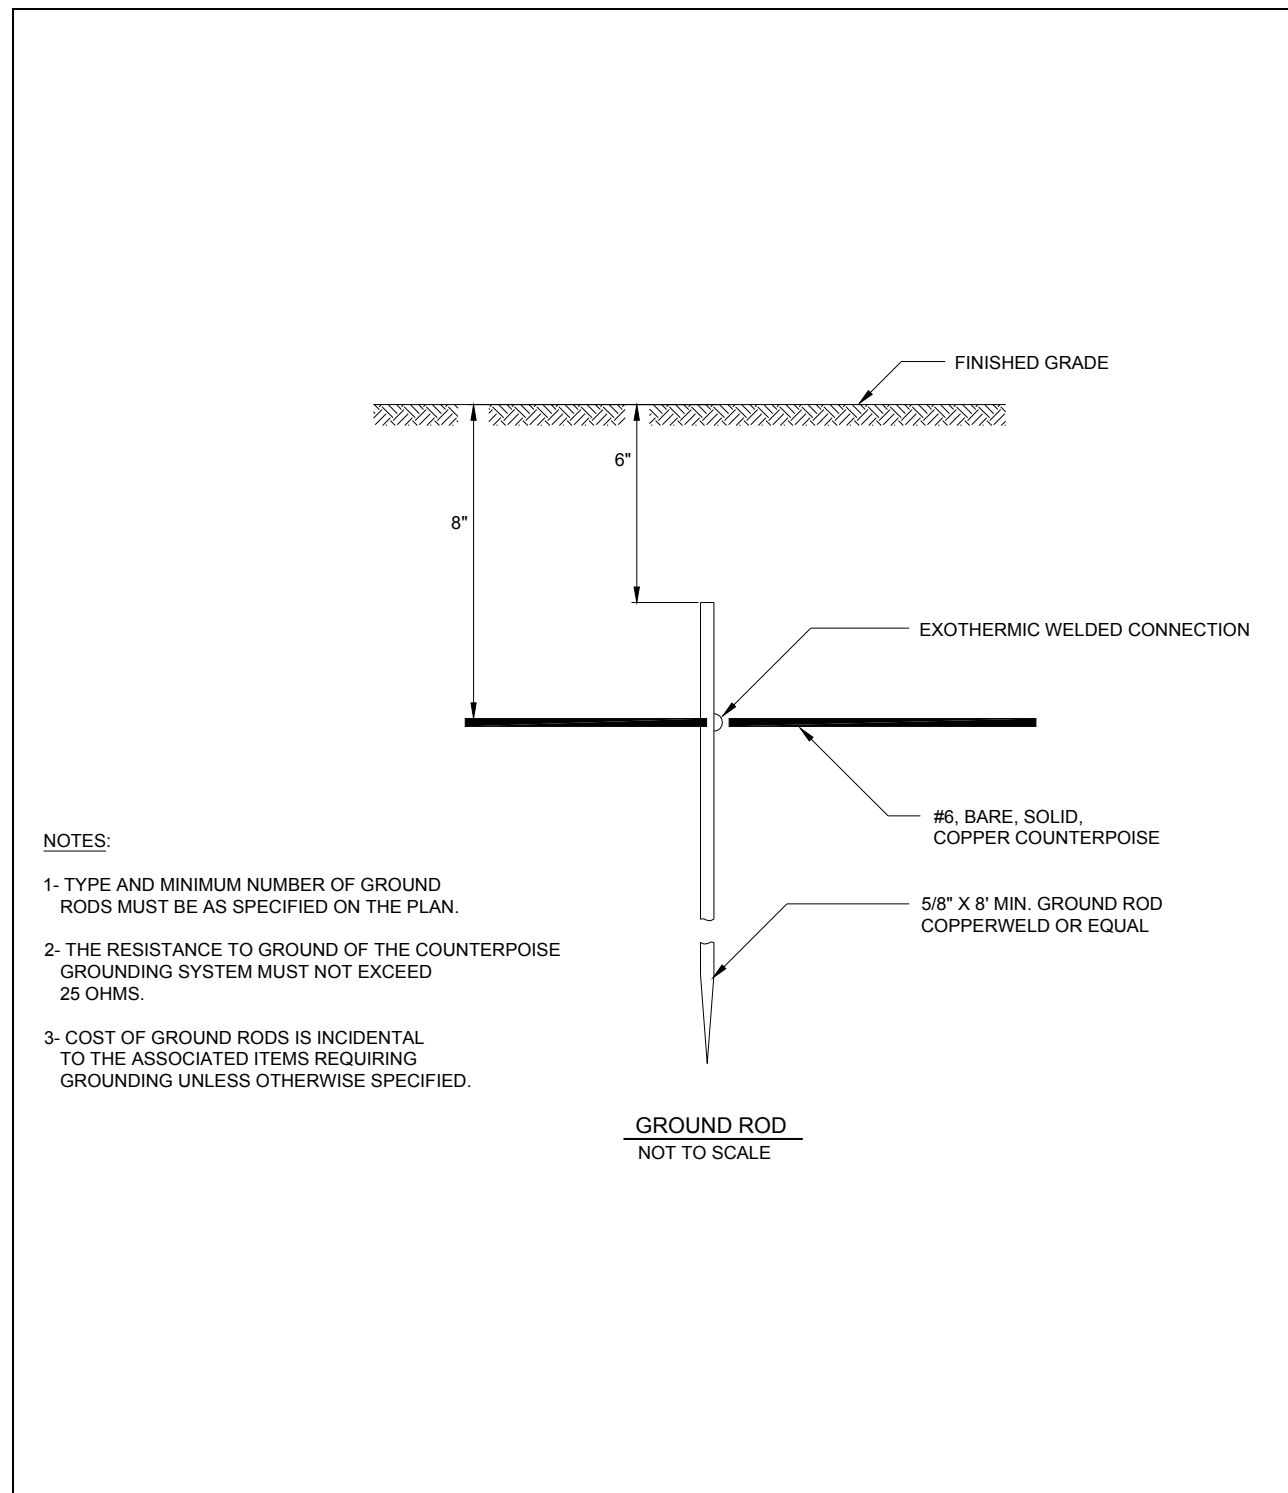 FINISHED GRADE
6"
8"
EXOTHERMIC WELDED CONNECTION
#6, BARE, SOLID,
COPPER COUNTERPOISE
NOTES:
1- TYPE AND MINIMUM NUMBER OF GROUND
RODS MUST BE AS SPECIFIED ON THE PLAN.
2- THE RESISTANCE TO GROUND OF THE COUNTERPOISE
GROUNDING SYSTEM MUST NOT EXCEED
25 OHMS.
3- COST OF GROUND RODS IS INCIDENTAL
TO THE ASSOCIATED ITEMS REQUIRING
GROUNDING UNLESS OTHERWISE SPECIFIED.
5/8" X 8' MIN. GROUND ROD
COPPERWELD OR EQUAL
GROUND ROD
NOT TO SCALE